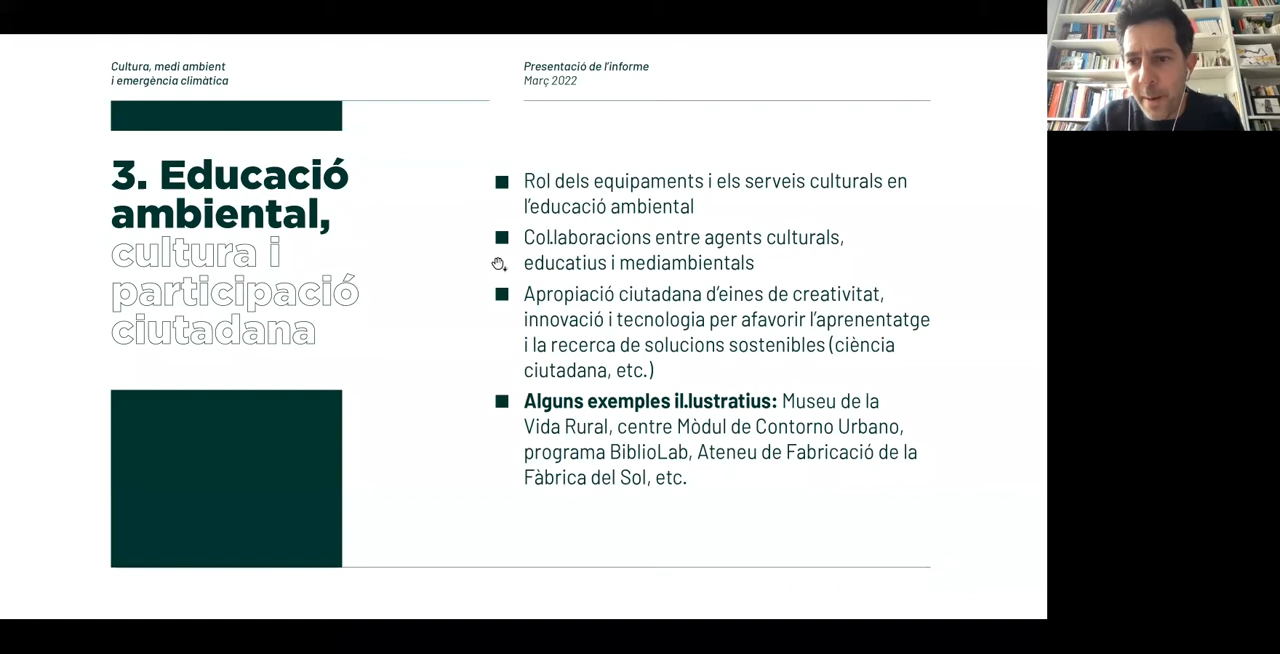 Cultura, medi ambient
i emergència climàtica
Presentació de l'informe
Març 2022
3. Educació
ambiental,
cultura i
participació
ciutadana
Rol dels equipaments i els serveis culturals en
l'educació ambiental
Col.laboracions entre agents culturals,
educatius i mediambientals
Apropiació ciutadana d'eines de creativitat,
innovació i tecnologia per afavorir l'aprenentatge
i la recerca de solucions sostenibles (ciència
ciutadana, etc.)
Alguns exemples il.lustratius: Museu de la
Vida Rural, centre Mòdul de Contorno Urbano,
programa BiblioLab, Ateneu de Fabricació de la
Fàbrica del Sol, etc.